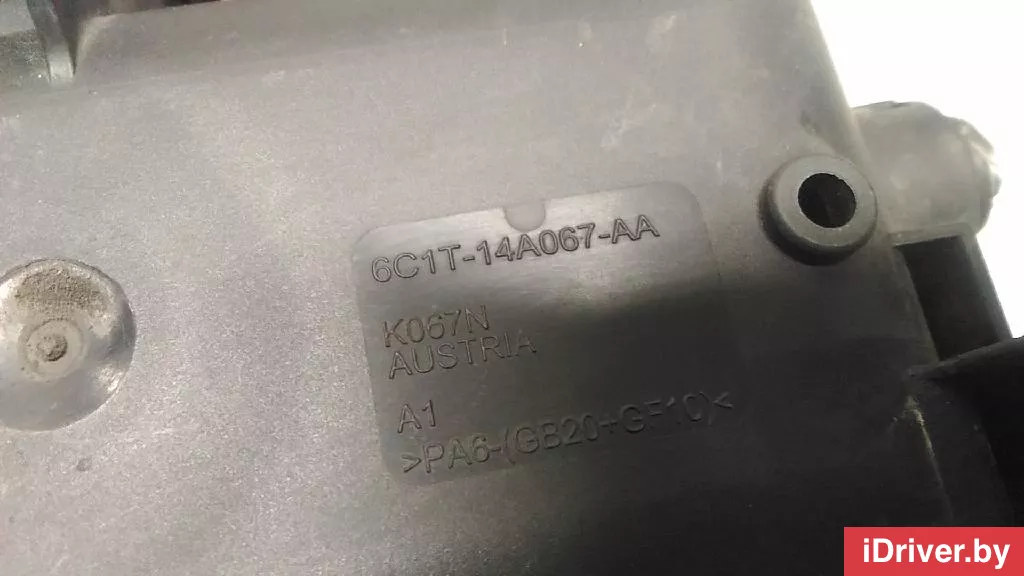 6C1T-14A067-AA
K067N
AUSTRIA
A1
>PA6-(GB20+GF10)<
iDriver.by